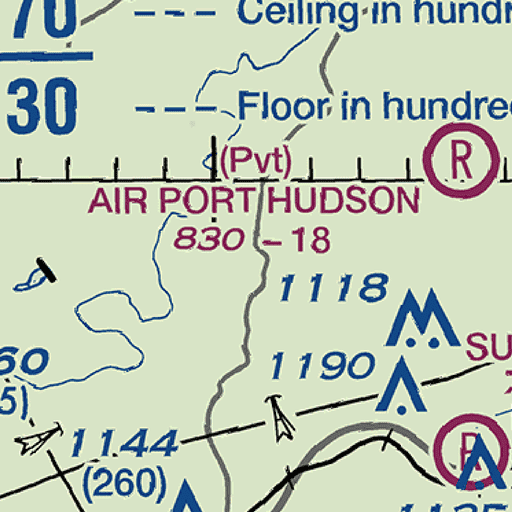 70
Ceiling in hundr
30
Floor in hundre
(Pvt)
R
AIR PORT HUDSON
830 - 18
1118
SU
60
1190
5)
R
1144
(260)